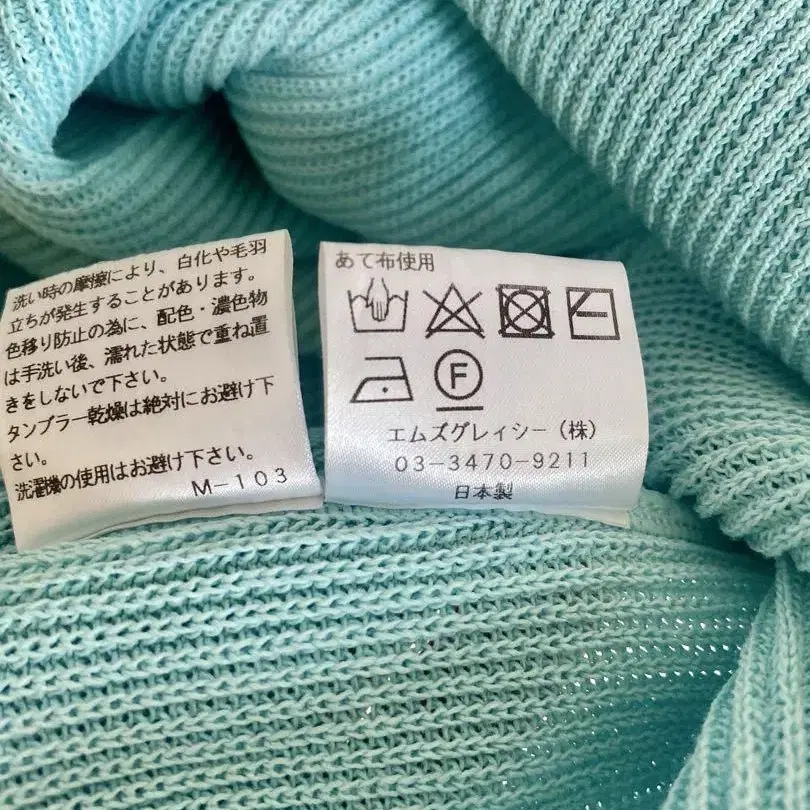 洗い時の摩擦により、白化や毛羽
立ちが発生することがあります。
色移り防止の為に、配色・濃色物
は手洗い後、濡れた状態で重ね置
きをしないで下さい。
タンブラー乾燥は絶対にお避け下
さい。
洗濯機の使用はお避け下さい。
M-103
あて布使用
F
エムズグレイシー(株)
03-3470-9211
日本製